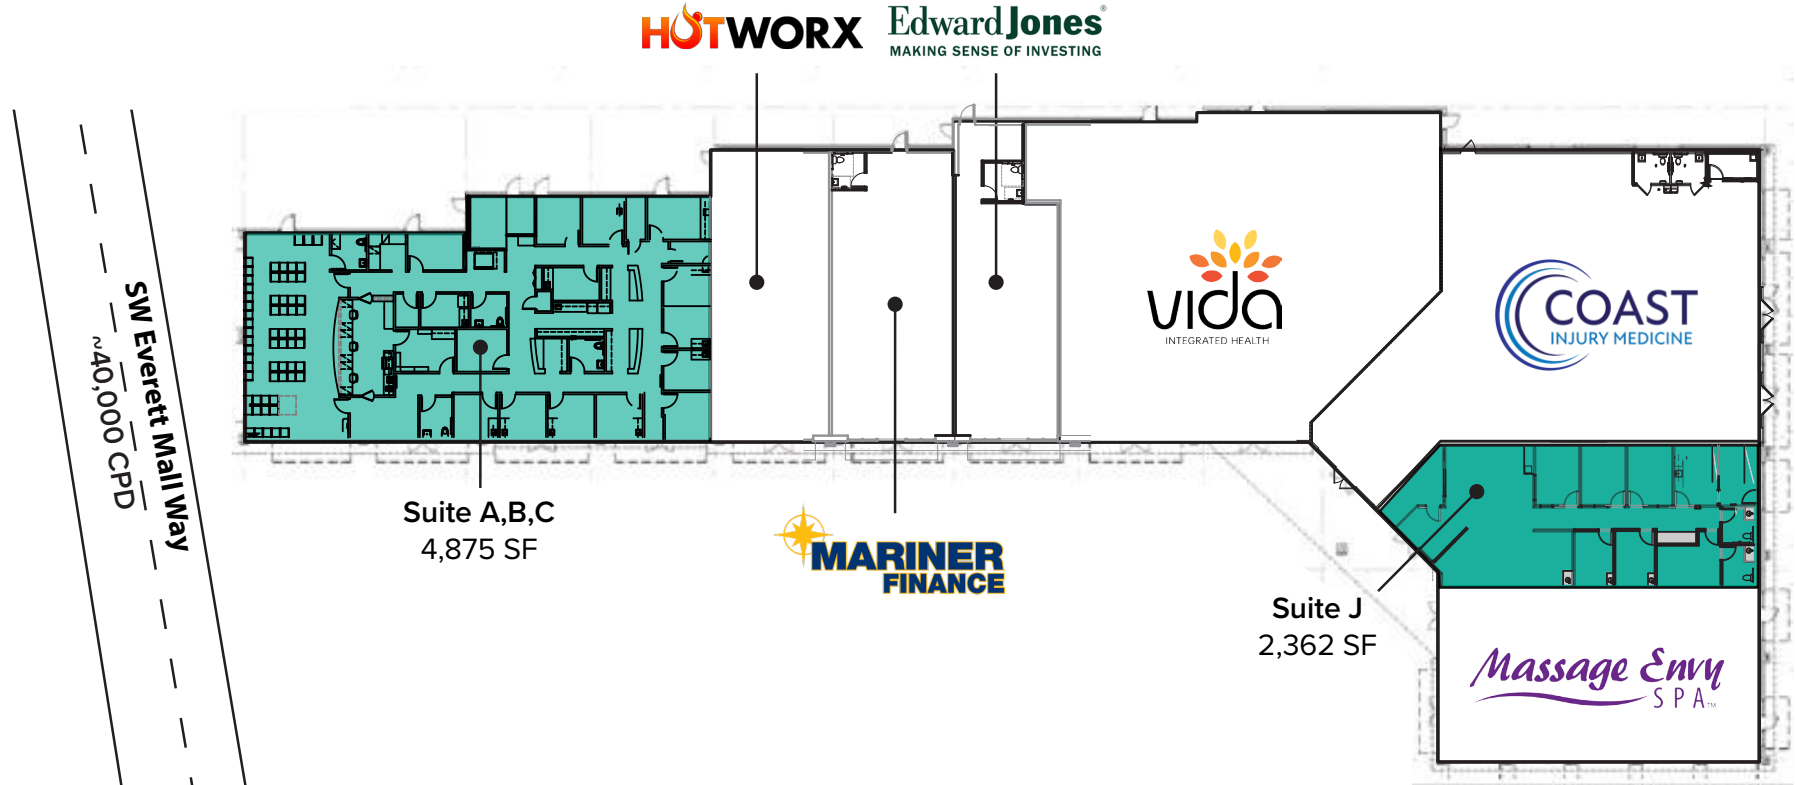 HOTWORX
Edward Jones®
MAKING SENSE OF INVESTING
SW Everett Mall Way
~40,000 CPD
vida
INTEGRATED HEALTH
COAST
INJURY MEDICINE
Suite A,B,C
4,875 SF
MARINER
FINANCE
Suite J
2,362 SF
Massage Envy
SPA™